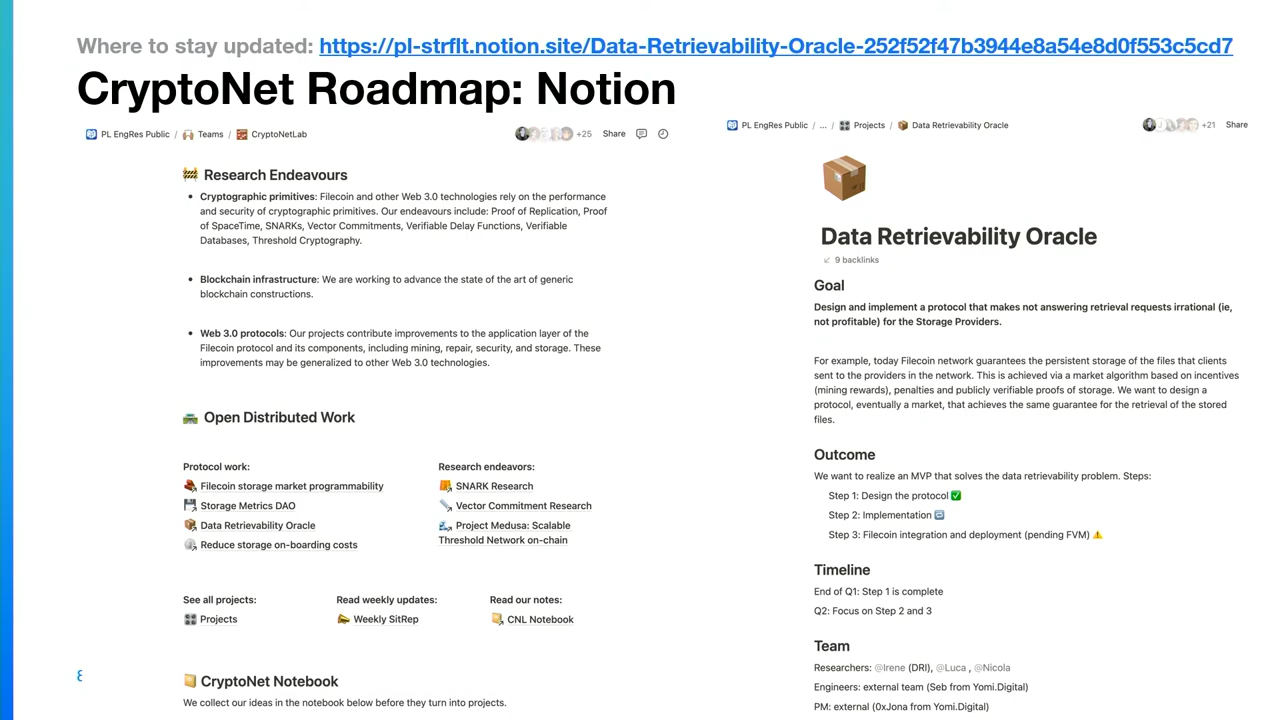 Where to stay updated: https://pl-strflt.notion.site/Data-Retrievability-Oracle-252f52f47b3944e8a54e8d0f553c5cd7
CryptoNet Roadmap: Notion
PL EngRes Public / Teams / CryptoNetLab
+25 Share
Research Endeavours
• Cryptographic primitives: Filecoin and other Web 3.0 technologies rely on the performance
and security of cryptographic primitives. Our endeavours include: Proof of Replication, Proof
of SpaceTime, SNARKs, Vector Commitments, Verifiable Delay Functions, Verifiable
Databases, Threshold Cryptography.
• Blockchain infrastructure: We are working to advance the state of the art of generic
blockchain constructions.
• Web 3.0 protocols: Our projects contribute improvements to the application layer of the
Filecoin protocol and its components, including mining, repair, security, and storage. These
improvements may be generalized to other Web 3.0 technologies.
Open Distributed Work
Protocol work:
Filecoin storage market programmability
Storage Metrics DAO
Data Retrievability Oracle
Reduce storage on-boarding costs
Research endeavors:
SNARK Research
Vector Commitment Research
Project Medusa: Scalable
Threshold Network on-chain
See all projects:
Projects
Read weekly updates:
Weekly SitRep
Read our notes:
CNL Notebook
CryptoNet Notebook
We collect our ideas in the notebook below before they turn into projects.
PL EngRes Public / ... / Projects / Data Retrievability Oracle
+21 Share
Data Retrievability Oracle
9 backlinks
Goal
Design and implement a protocol that makes not answering retrieval requests irrational (ie,
not profitable) for the Storage Providers.
For example, today Filecoin network guarantees the persistent storage of the files that clients
sent to the providers in the network. This is achieved via a market algorithm based on incentives
(mining rewards), penalties and publicly verifiable proofs of storage. We want to design a
protocol, eventually a market, that achieves the same guarantee for the retrieval of the stored
files.
Outcome
We want to realize an MVP that solves the data retrievability problem. Steps:
Step 1: Design the protocol ✅
Step 2: Implementation 🔁
Step 3: Filecoin integration and deployment (pending FVM) ⚠️
Timeline
End of Q1: Step 1 is complete
Q2: Focus on Step 2 and 3
Team
Researchers: @Irene (DRI), @Luca , @Nicola
Engineers: external team (Seb from Yomi.Digital)
PM: external (0xJona from Yomi.Digital)